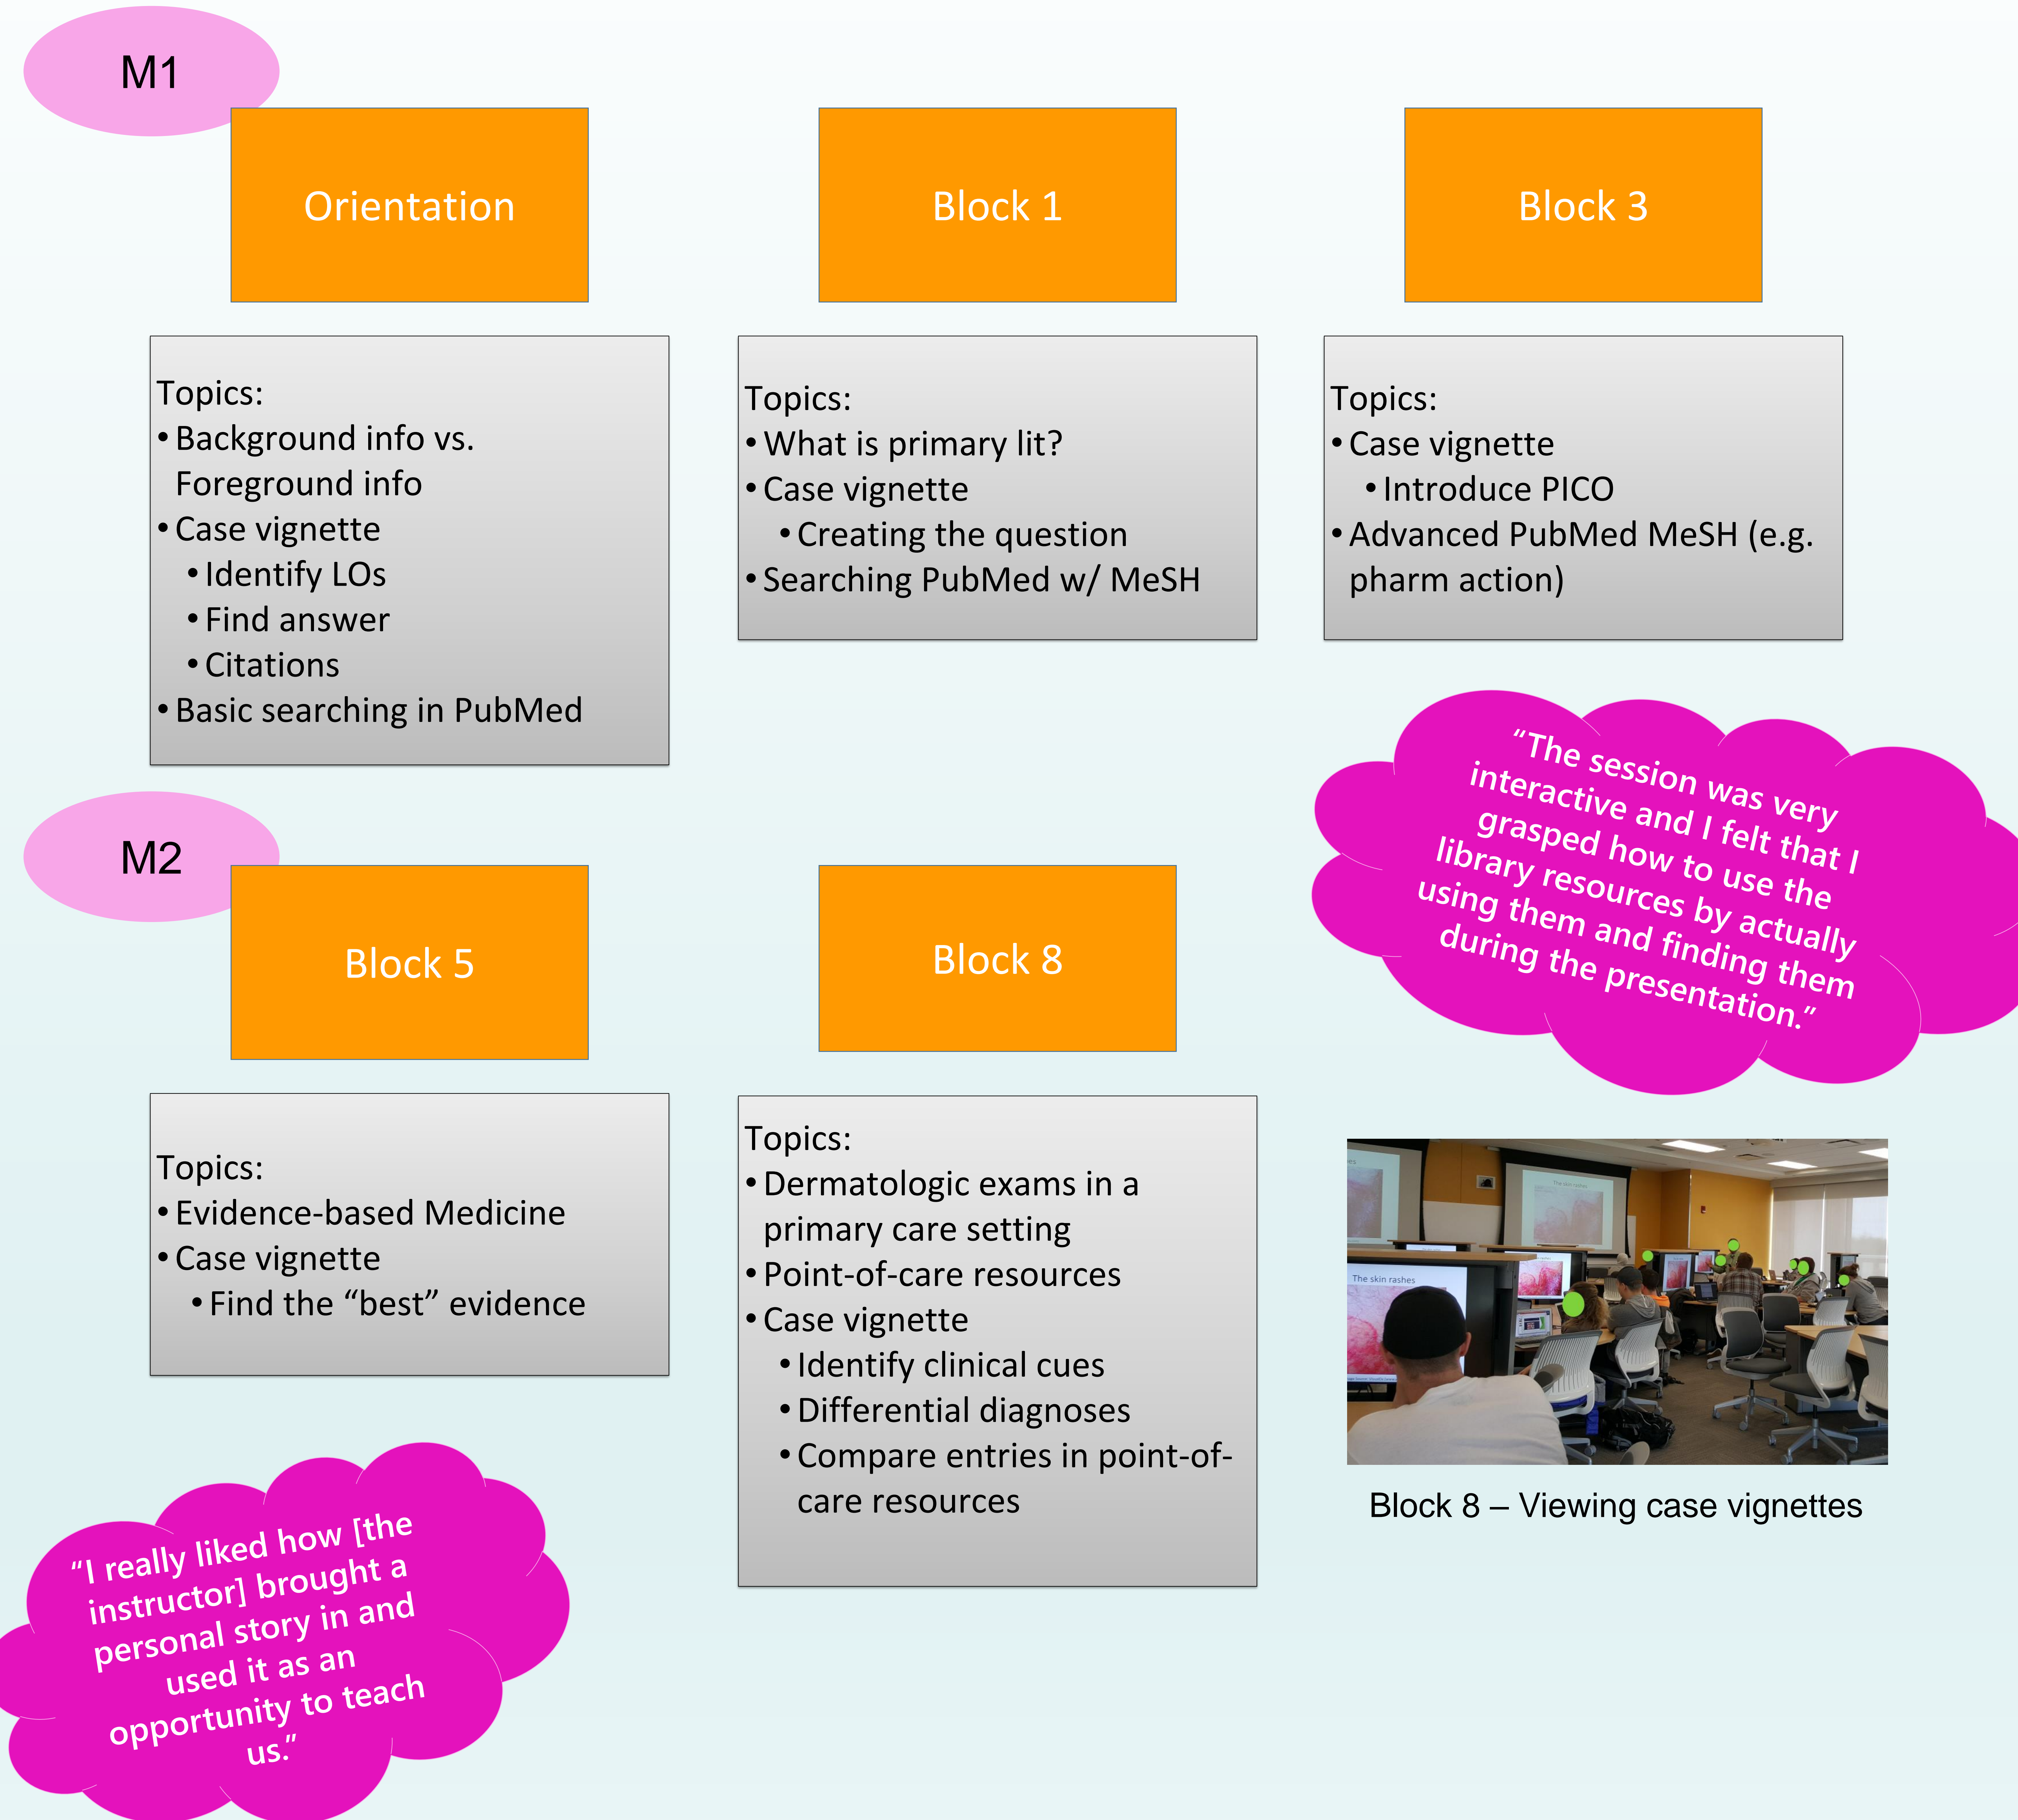 M1
Orientation
Block 1
Block 3
Topics:
• Background info vs.
Foreground info
• Case vignette
• Identify LOs
• Find answer
• Citations
• Basic searching in PubMed
Topics:
• What is primary lit?
• Case vignette
• Creating the question
• Searching PubMed w/ MeSH
Topics:
• Case vignette
• Introduce PICO
• Advanced PubMed MeSH (e.g.
pharm action)
“The session was very
interactive and I felt that I
grasped how to use the
library resources by actually
using them and finding them
during the presentation.”
M2
Block 5
Block 8
Topics:
• Evidence-based Medicine
• Case vignette
• Find the “best” evidence
Topics:
• Dermatologic exams in a
primary care setting
• Point-of-care resources
• Case vignette
• Identify clinical cues
• Differential diagnoses
• Compare entries in point-of-
care resources
The skin rashes
The skin rashes
Block 8 – Viewing case vignettes
“I really liked how [the
instructor] brought a
personal story in and
used it as an
opportunity to teach
us.”